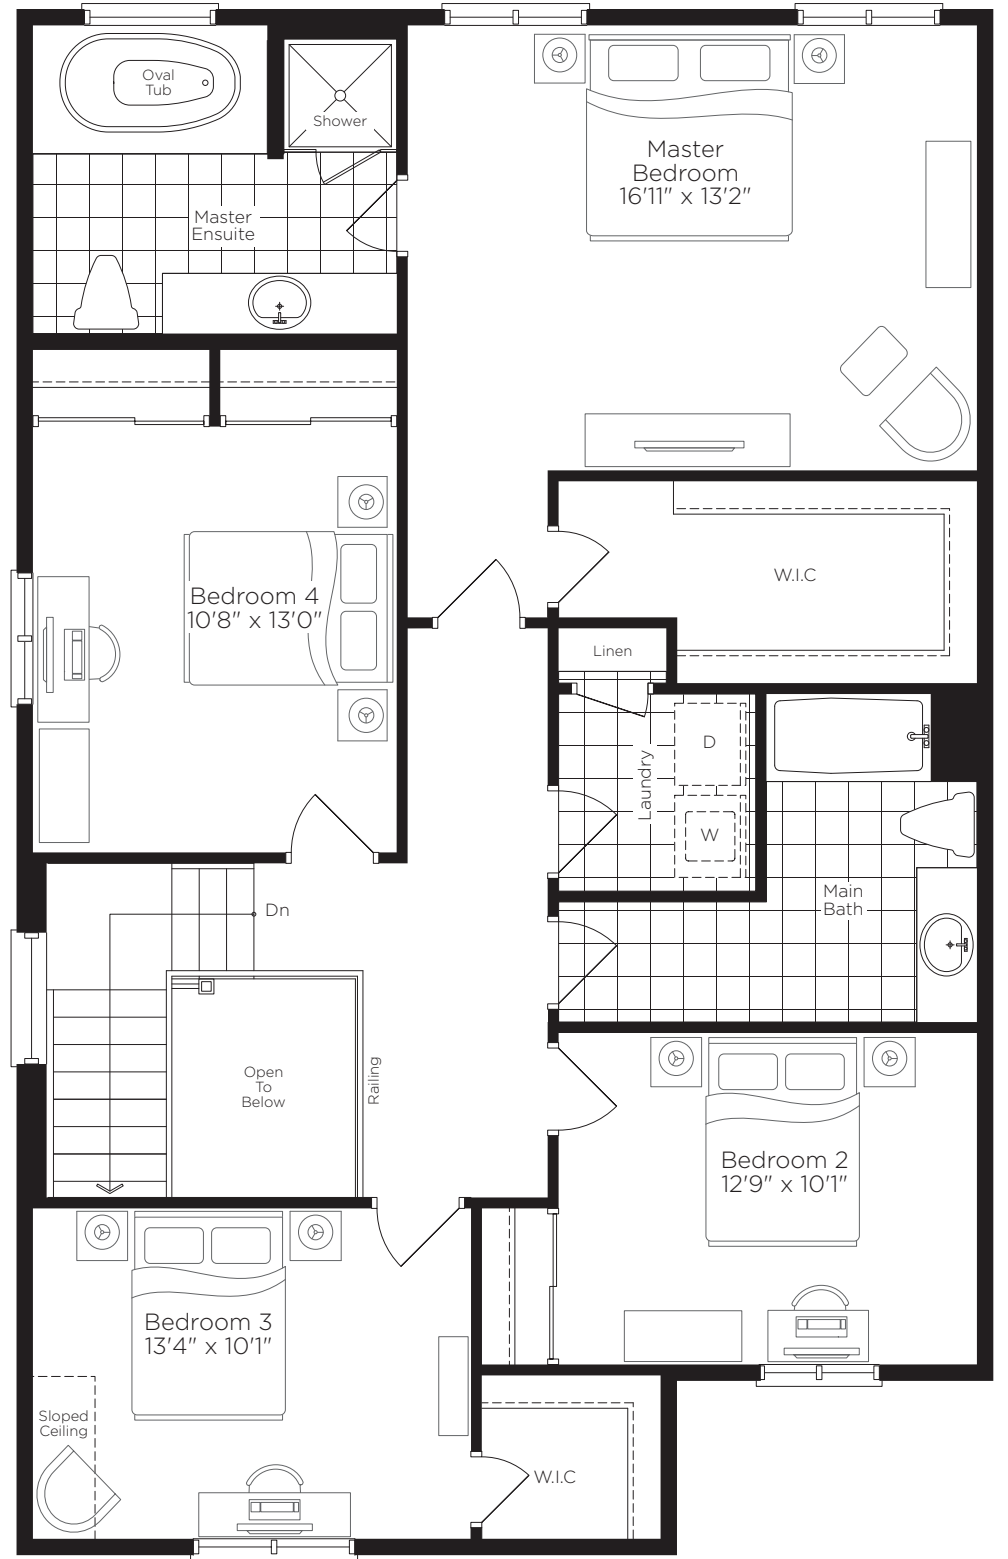 Oval
Tub
Shower
Master
Bedroom
16'11" x 13'2"
Master
Ensuite
W.I.C
Bedroom 4
10'8" x 13'0"
Linen
D
Laundry
W
Main
Bath
Dn
Open
To
Below
Railing
Bedroom 2
12'9" x 10'1"
Bedroom 3
13'4" x 10'1"
Sloped
Ceiling
W.I.C